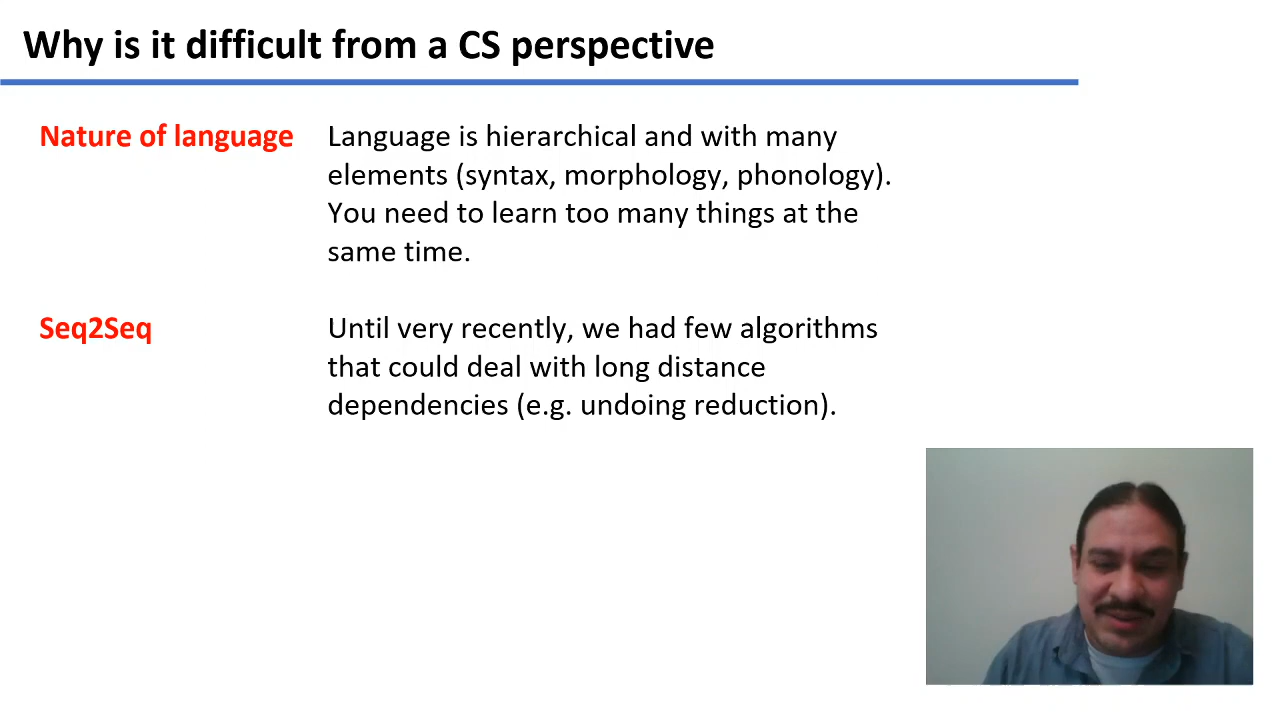 Why is it difficult from a CS perspective
Nature of language
Language is hierarchical and with many
elements (syntax, morphology, phonology).
You need to learn too many things at the
same time.
Seq2Seq
Until very recently, we had few algorithms
that could deal with long distance
dependencies (e.g. undoing reduction).